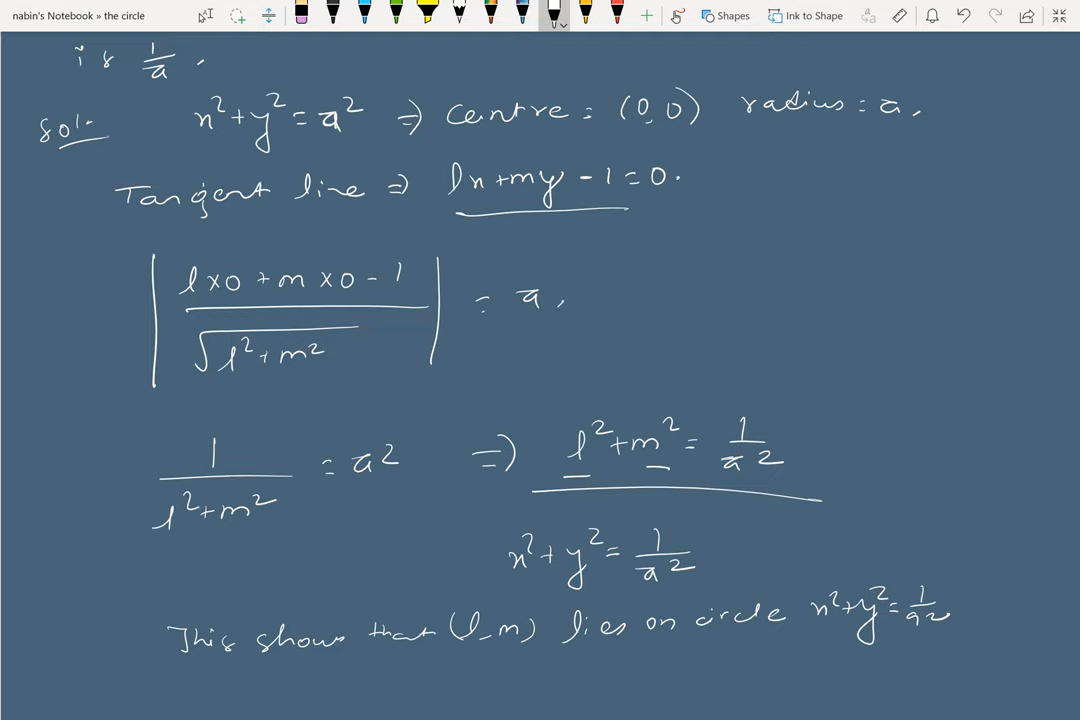 nabin's Notebook » the circle
Shapes Ink to Shape
is 1/a .
Sol: x² + y² = a² ⇒ centre = (0,0) radius = a.
Tangent line ⇒ lx + my - 1 = 0.
| (l×0 + m×0 - 1) / √(l² + m²) | = a,
1/(l² + m²) = a² ⇒ l² + m² = 1/a²
x² + y² = 1/a²
This shows that (l, m) lies on circle x² + y² = 1/a²